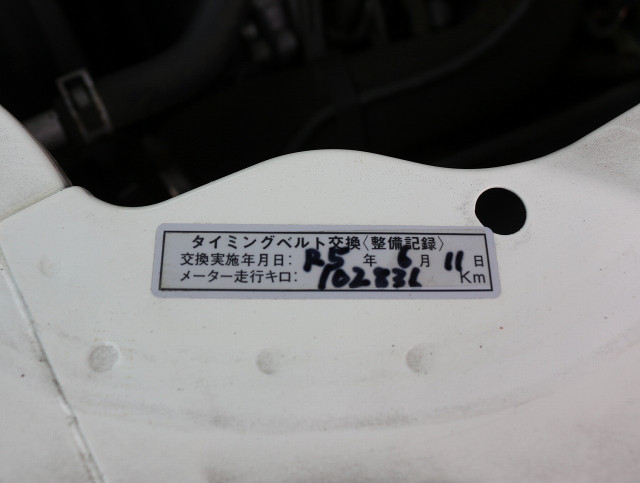 タイミングベルト交換〈整備記録〉
交換実施年月日: R5 年 6 月 11 日
メーター走行キロ: 102831 Km